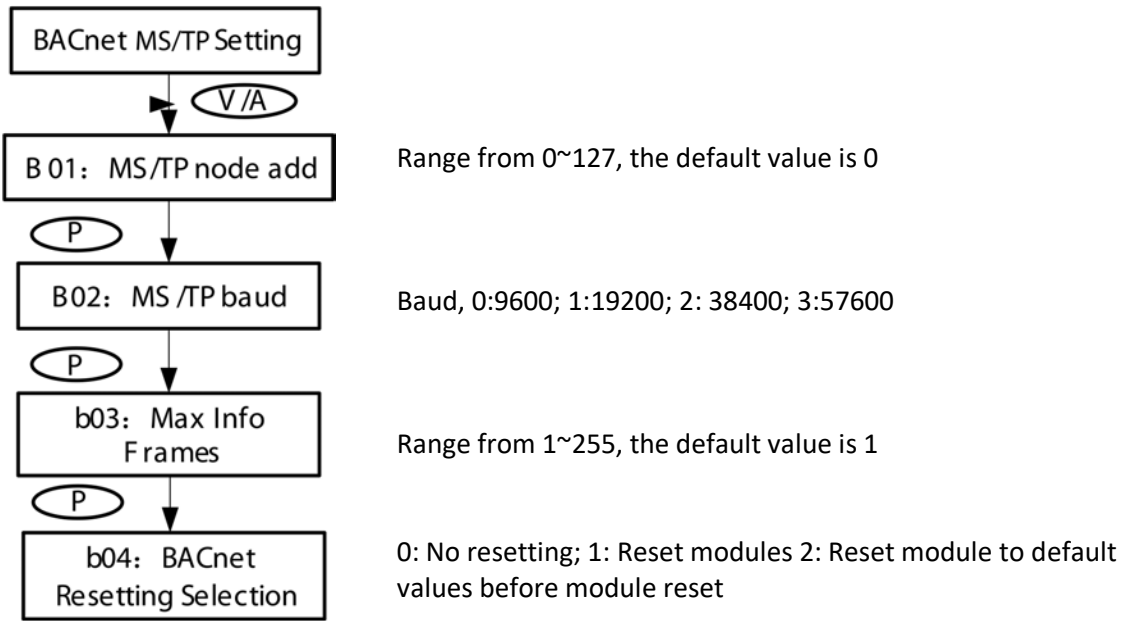 BACnet MS/TP Setting
V/A
B 01： MS/TP node add
Range from 0~127, the default value is 0
P
B02： MS /TP baud
Baud, 0:9600; 1:19200; 2: 38400; 3:57600
P
b03： Max Info
Frames
Range from 1~255, the default value is 1
P
b04： BACnet
Resetting Selection
0: No resetting; 1: Reset modules 2: Reset module to default
values before module reset